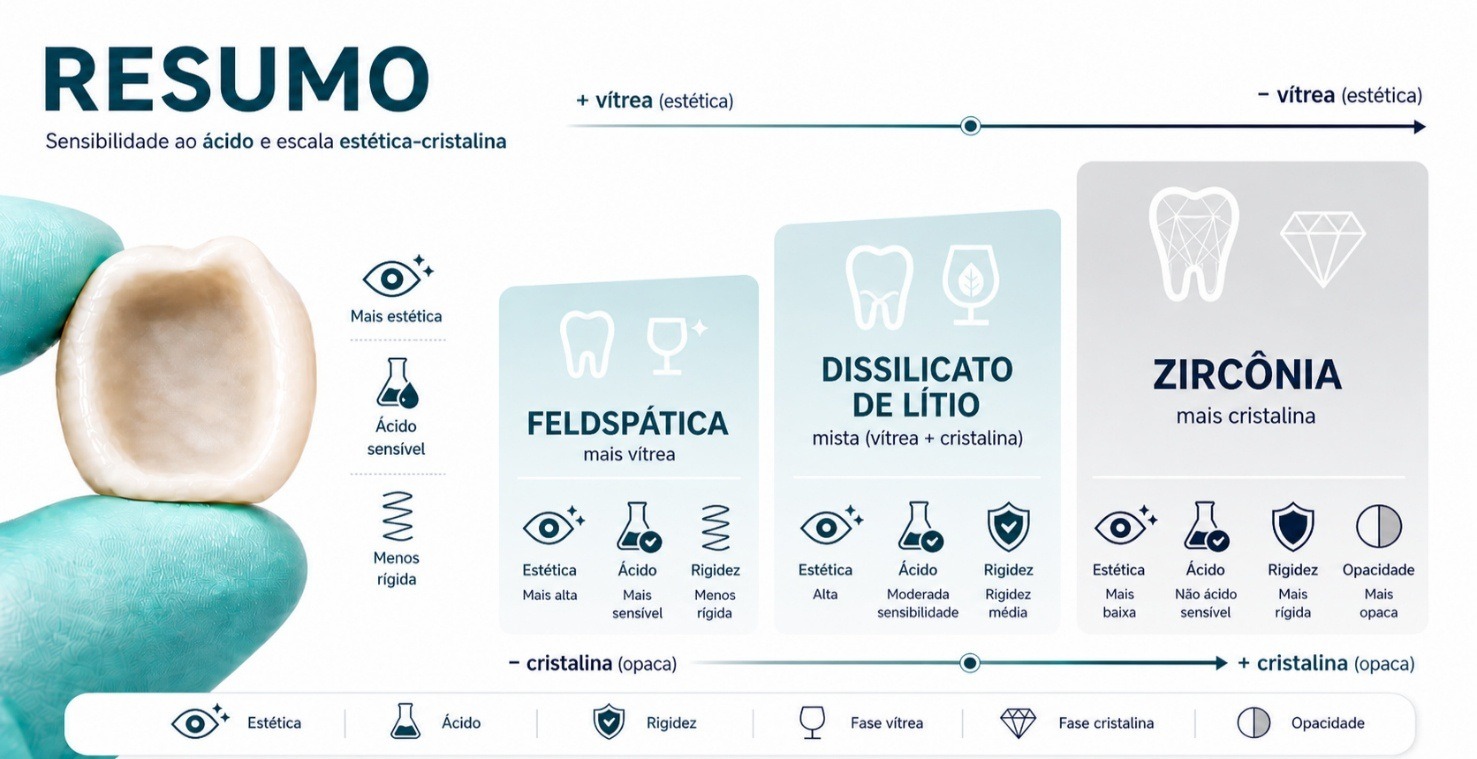 RESUMO
Sensibilidade ao ácido e escala estética-cristalina
+ vítrea (estética)
− vítrea (estética)
Mais estética
Ácido
sensível
Menos
rígida
FELDSPÁTICA
mais vítrea
Estética
Mais alta
Ácido
Mais
sensível
Rigidez
Menos
rígida
DISSILICATO
DE LÍTIO
mista (vítrea + cristalina)
Estética
Alta
Ácido
Moderada
sensibilidade
Rigidez
Rigidez
média
ZIRCÔNIA
mais cristalina
Estética
Mais
baixa
Ácido
Não ácido
sensível
Rigidez
Mais
rígida
Opacidade
Mais
opaca
− cristalina (opaca)
+ cristalina (opaca)
Estética
Ácido
Rigidez
Fase vítrea
Fase cristalina
Opacidade